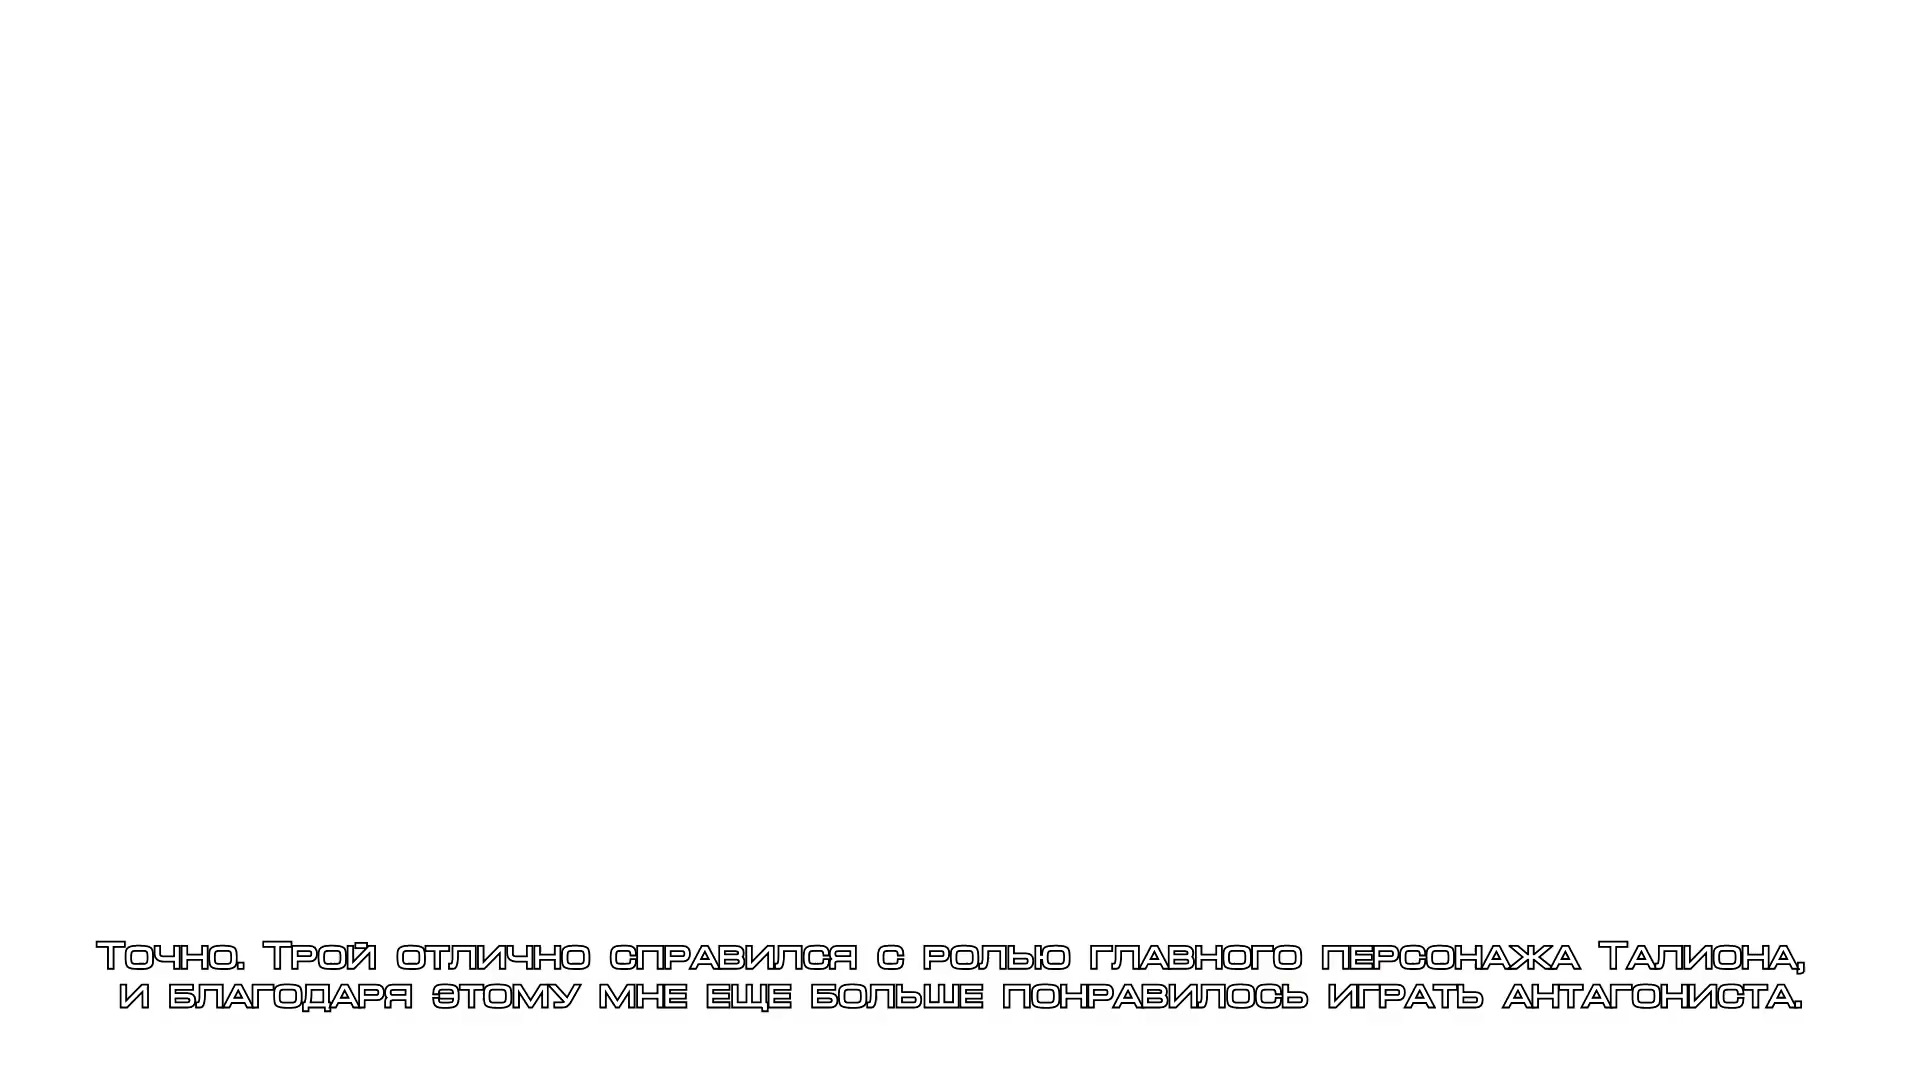 Точно. Трой отлично справился с ролью главного персонажа Талиона,
и благодаря этому мне еще больше понравилось играть антагониста.